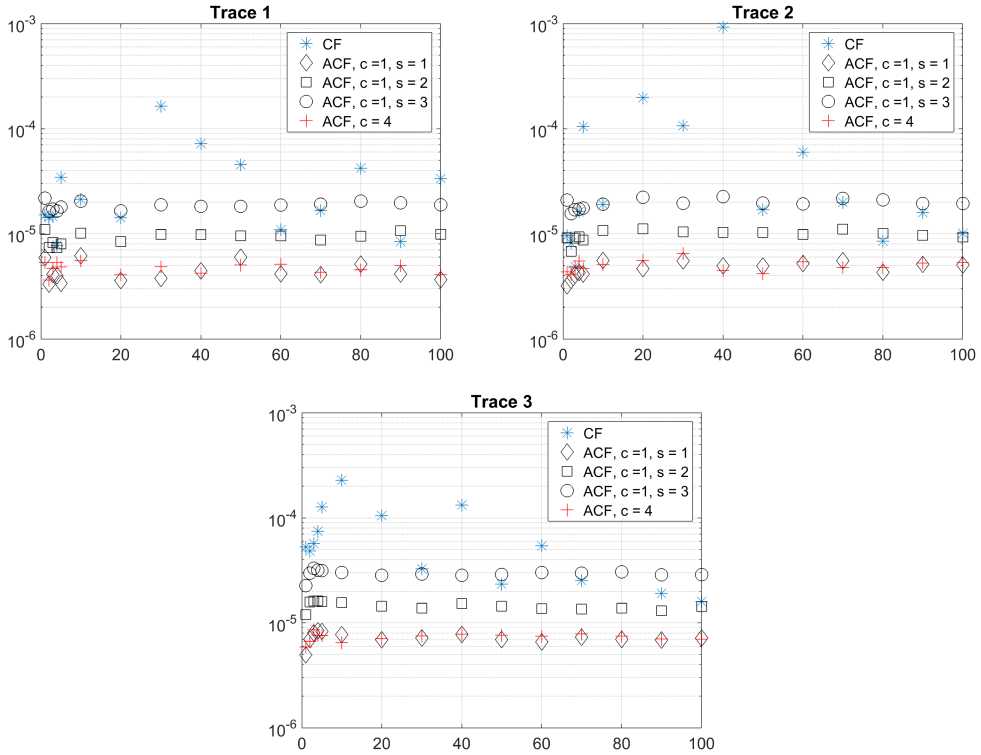 Trace 1
10^-3
10^-4
10^-5
10^-6
0 20 40 60 80 100
CF
ACF, c =1, s = 1
ACF, c =1, s = 2
ACF, c =1, s = 3
ACF, c = 4
Trace 2
10^-3
10^-4
10^-5
10^-6
0 20 40 60 80 100
CF
ACF, c =1, s = 1
ACF, c =1, s = 2
ACF, c =1, s = 3
ACF, c = 4
Trace 3
10^-3
10^-4
10^-5
10^-6
0 20 40 60 80 100
CF
ACF, c =1, s = 1
ACF, c =1, s = 2
ACF, c =1, s = 3
ACF, c = 4